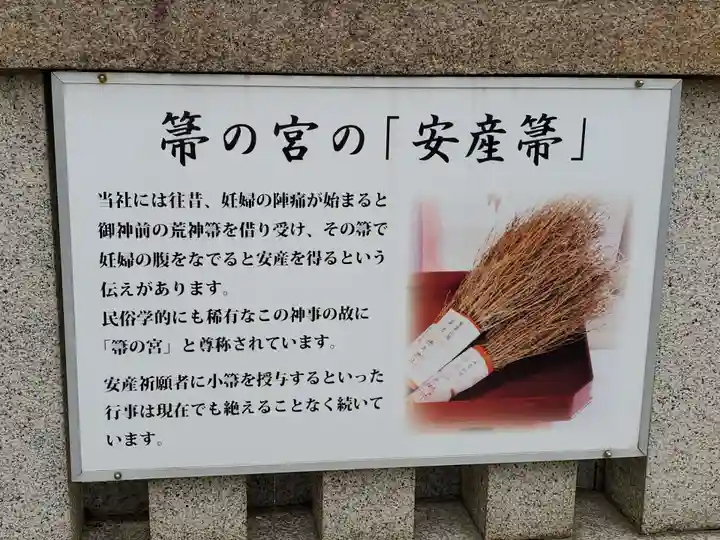 箒の宮の「安産箒」
当社には往昔、妊婦の陣痛が始まると
御神前の荒神箒を借り受け、その箒で
妊婦の腹をなでると安産を得るという
伝えがあります。
民俗学的にも稀有なこの神事の故に
「箒の宮」と尊称されています。
安産祈願者に小箒を授与するといった
行事は現在でも絶えることなく続いて
います。